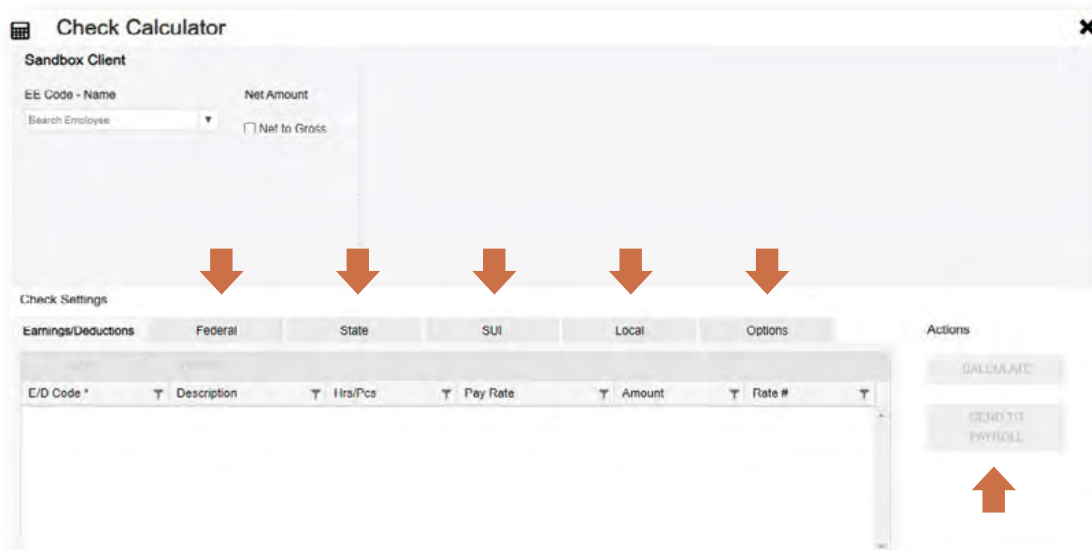 Check Calculator
Sandbox Client
EE Code - Name Net Amount
Search Employee Net to Gross
Check Settings
Earnings/Deductions Federal State SUI Local Options Actions
CALCULATE
E/D Code * Description Hrs/Pcs Pay Rate Amount Rate #
SEND TO
PAYROLL